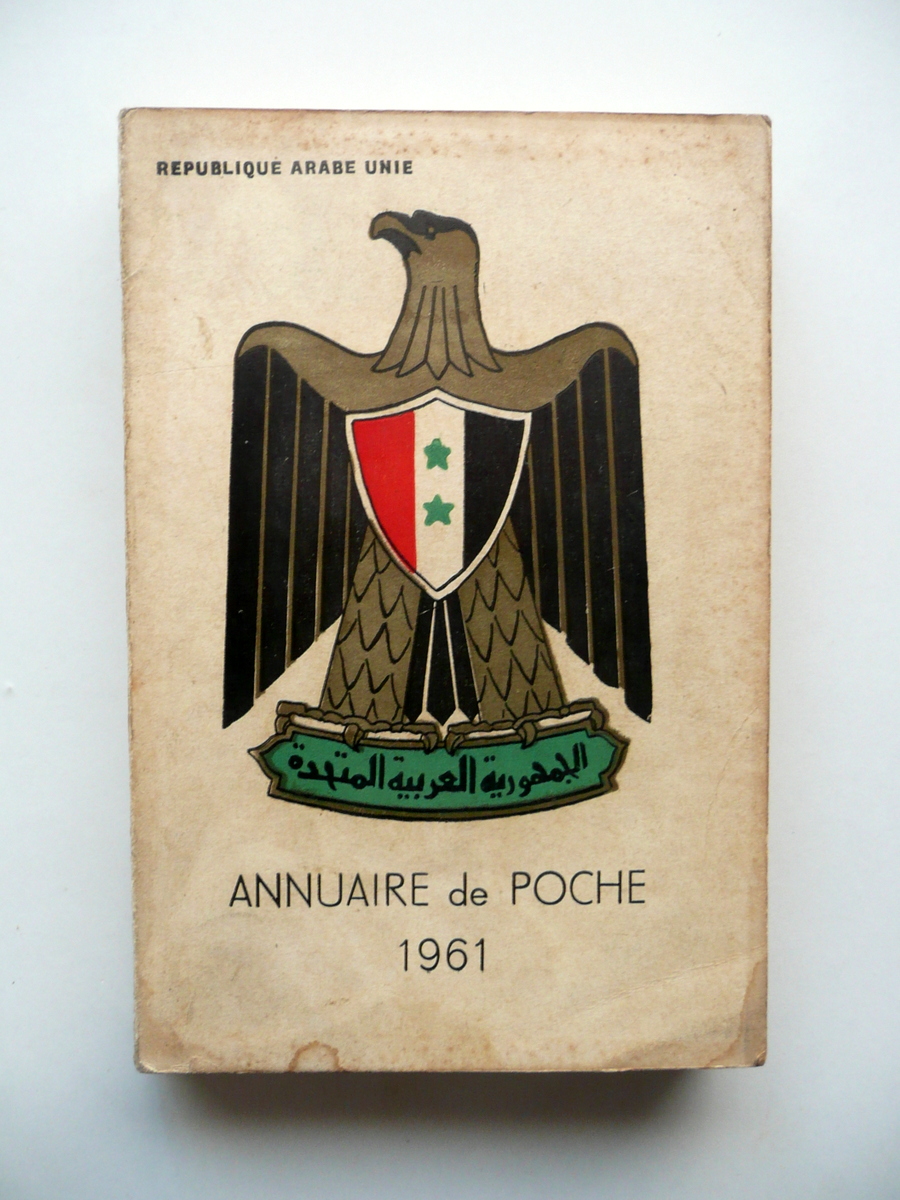 REPUBLIQUE ARABE UNIE
الجمهورية العربية المتحدة
ANNUAIRE de POCHE
1961